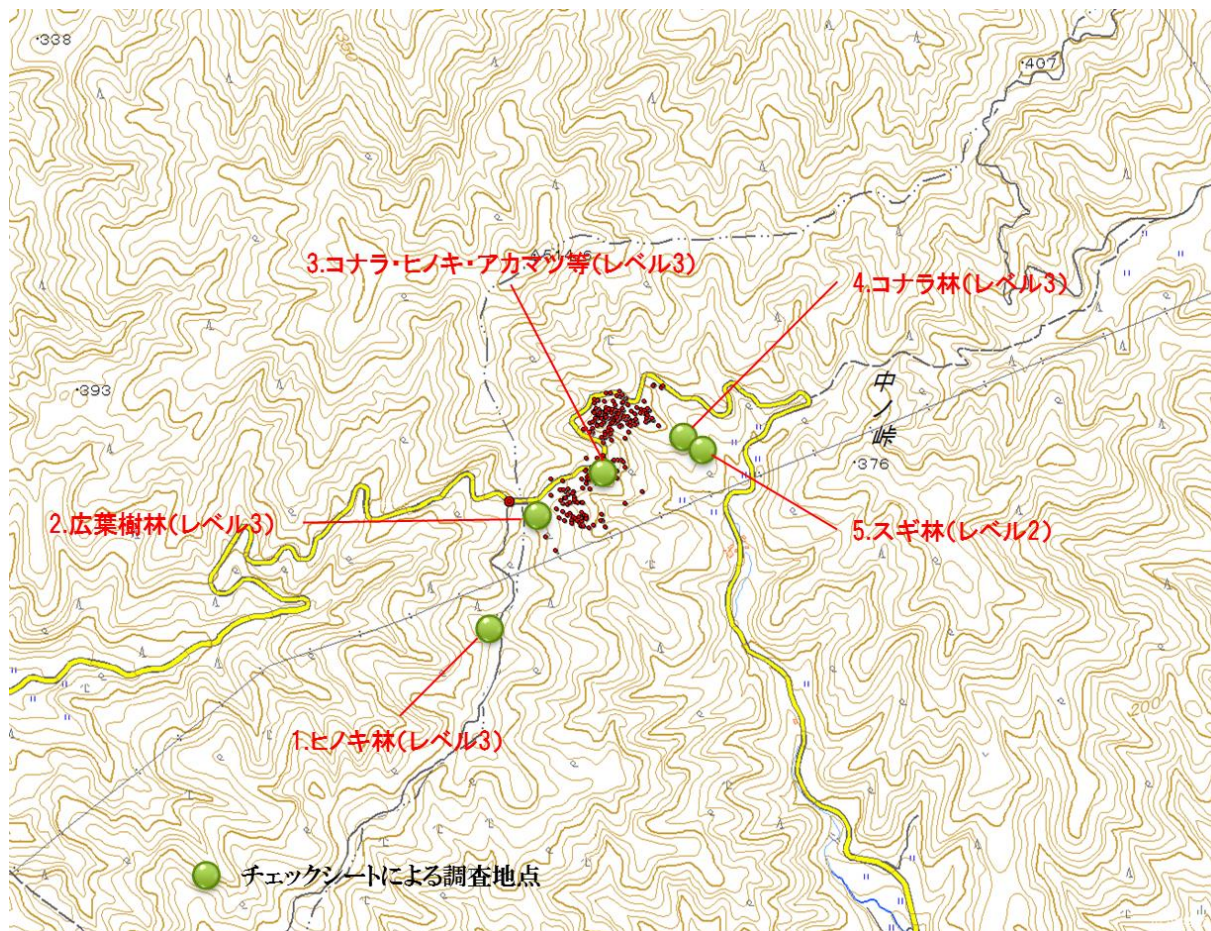 338
350
407
3.コナラ・ヒノキ・アカマツ等(レベル3)
4.コナラ林(レベル3)
393
中ノ峠
376
2.広葉樹林(レベル3)
5.スギ林(レベル2)
200
1.ヒノキ林(レベル3)
チェックシートによる調査地点